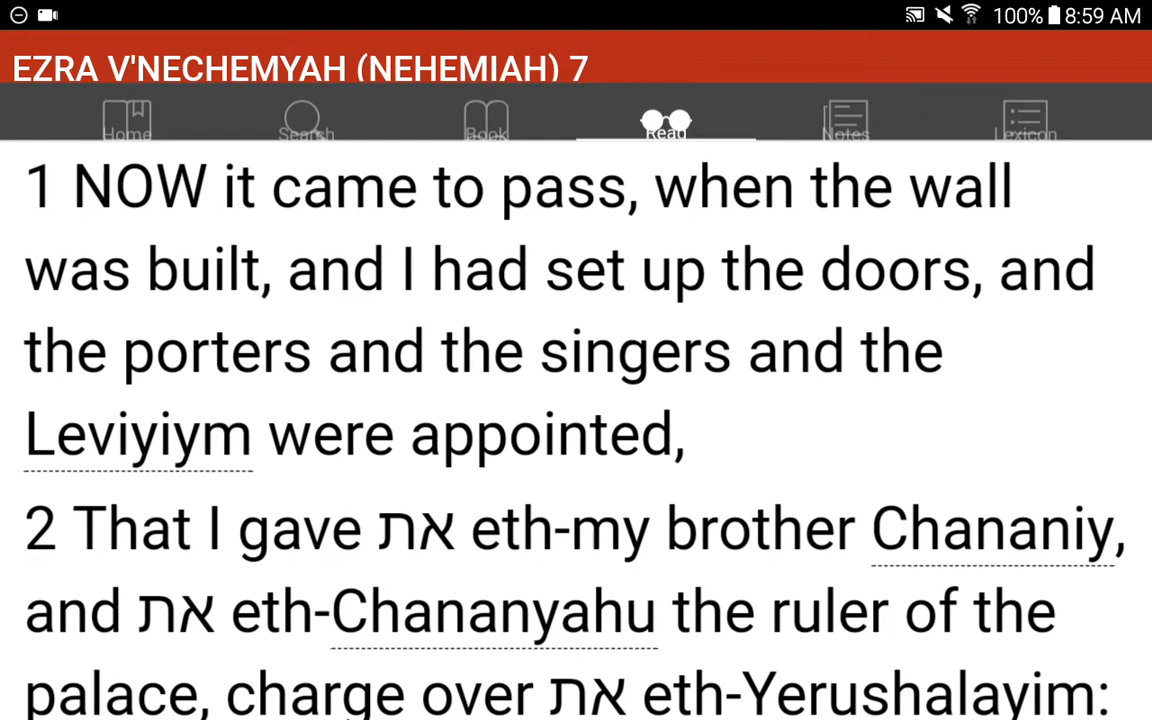 100% 8:59 AM
EZRA V'NECHEMYAH (NEHEMIAH) 7
Home Search Book Read Notes Lexicon
1 NOW it came to pass, when the wall
was built, and I had set up the doors, and
the porters and the singers and the
Leviyiym were appointed,
2 That I gave את eth-my brother Chananiy,
and את eth-Chananyahu the ruler of the
palace, charge over את eth-Yerushalayim: